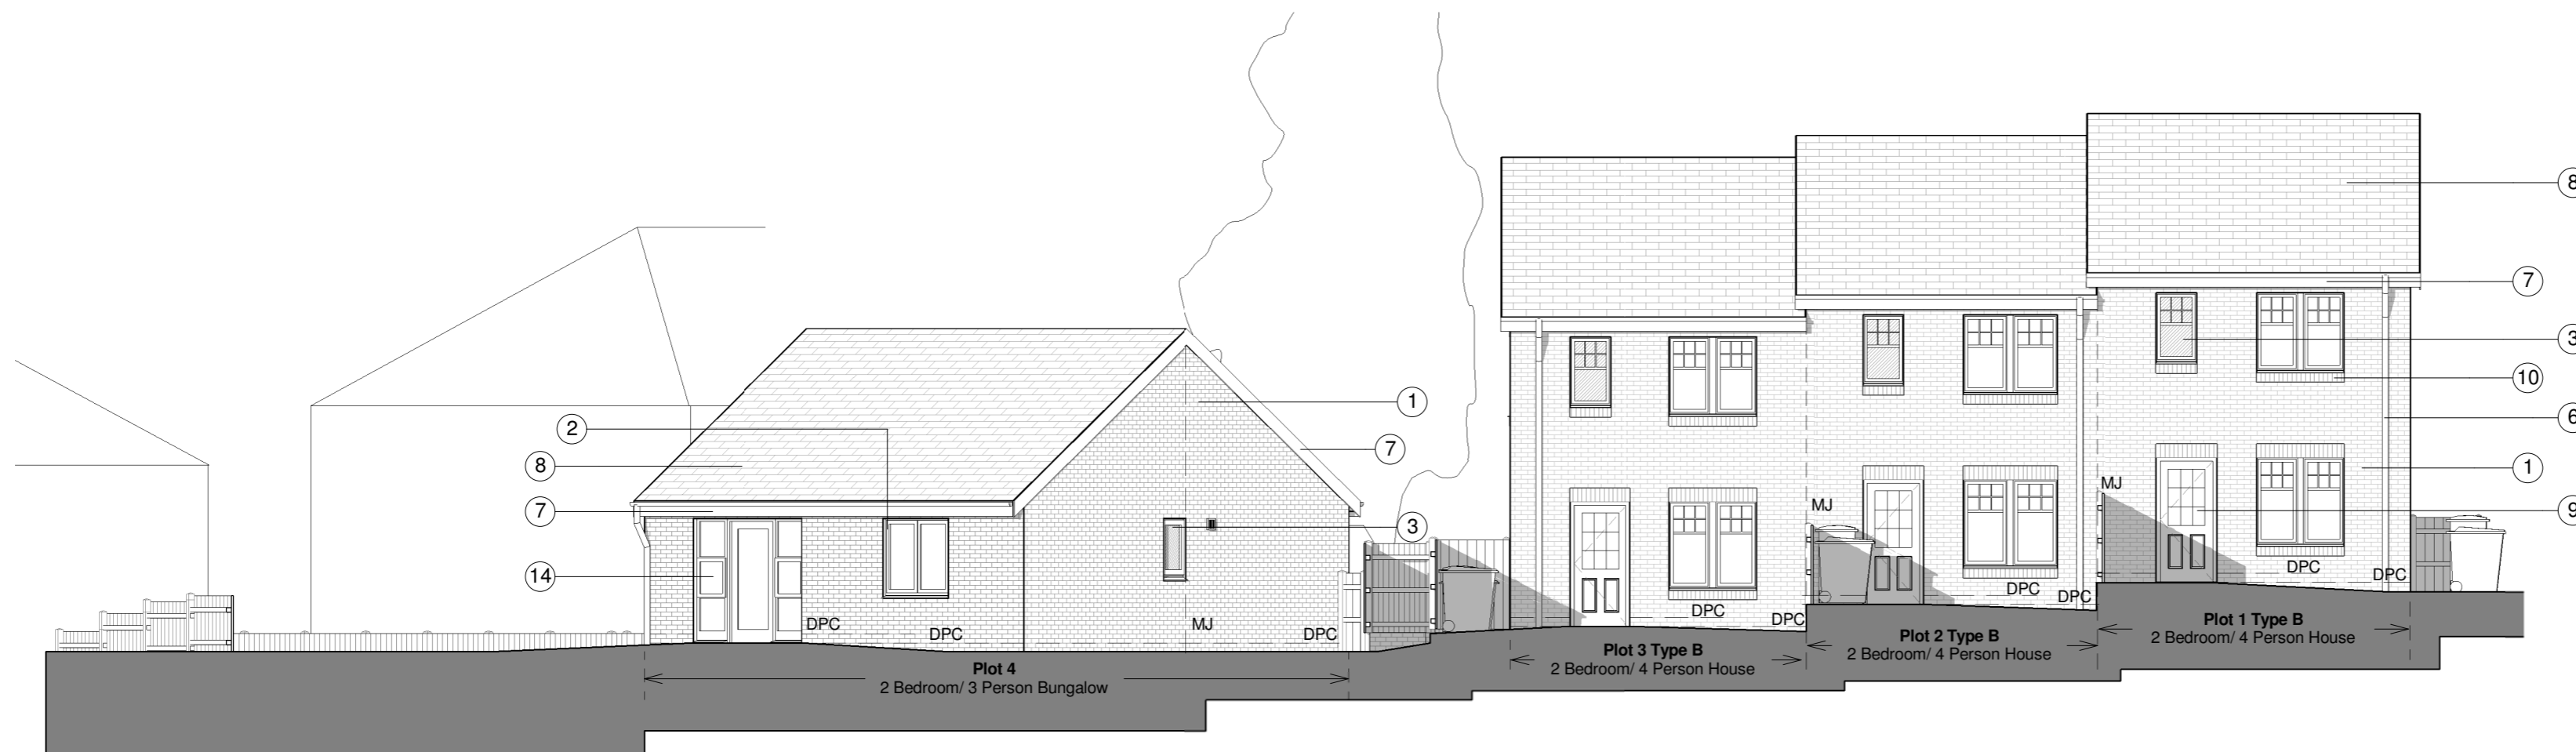 8
7
3
10
6
1
9
1
2
7
8
7
3
14
MJ
MJ
DPC
DPC
DPC
DPC
DPC
DPC
DPC
DPC
MJ
DPC
Plot 1 Type B
2 Bedroom/ 4 Person House
Plot 2 Type B
2 Bedroom/ 4 Person House
Plot 3 Type B
2 Bedroom/ 4 Person House
Plot 4
2 Bedroom/ 3 Person Bungalow